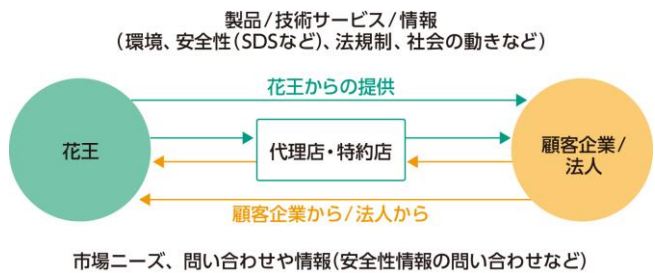 製品/技術サービス/情報
（環境、安全性（SDSなど）、法規制、社会の動きなど）
花王からの提供
花王
代理店・特約店
顧客企業/
法人
顧客企業から/法人から
市場ニーズ、問い合わせや情報（安全性情報の問い合わせなど）